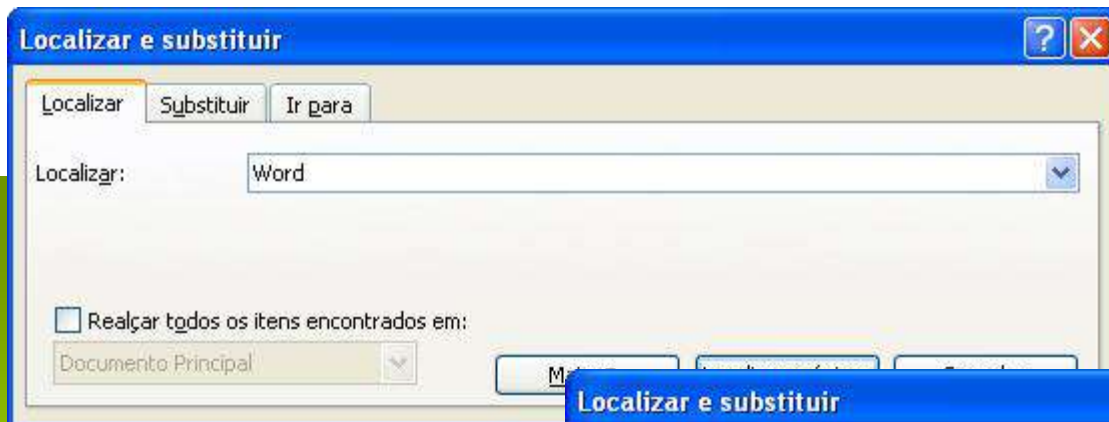 Localizar e substituir
Localizar Substituir Ir para
Localizar: Word
Realçar todos os itens encontrados em:
Documento Principal
Localizar e substituir